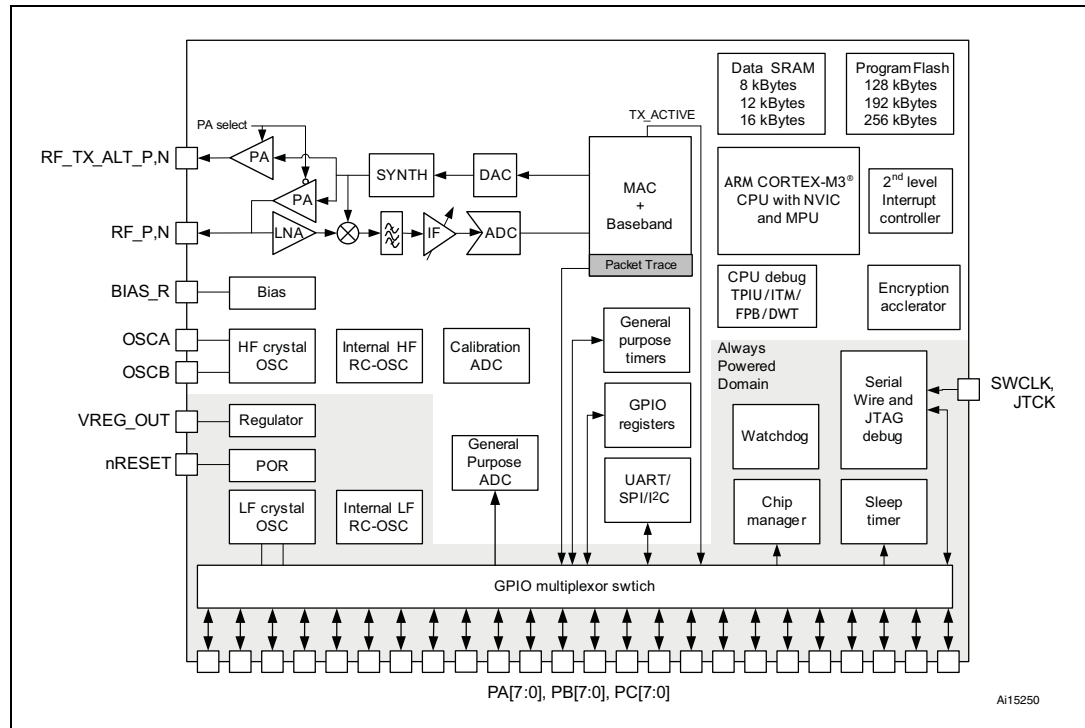 Data SRAM
8 kBytes
12 kBytes
16 kBytes
Program Flash
128 kBytes
192 kBytes
256 kBytes
TX_ACTIVE
PA select
RF_TX_ALT_P,N
PA
SYNTH
DAC
MAC
+
Baseband
ARM CORTEX-M3®
CPU with NVIC
and MPU
2nd level
Interrupt
controller
PA
RF_P,N
LNA
IF
ADC
Packet Trace
CPU debug
TPIU/ITM/
FPB/DWT
Encryption
acclerator
BIAS_R
Bias
OSCA
OSCB
HF crystal
OSC
Internal HF
RC-OSC
Calibration
ADC
General
purpose
timers
Always
Powered
Domain
Serial
Wire and
JTAG
debug
SWCLK,
JTCK
VREG_OUT
Regulator
GPIO
registers
Watchdog
nRESET
POR
General
Purpose
ADC
UART/
SPI/I2C
LF crystal
OSC
Internal LF
RC-OSC
Chip
manager
Sleep
timer
GPIO multiplexor swtich
PA[7:0], PB[7:0], PC[7:0]
Ai15250